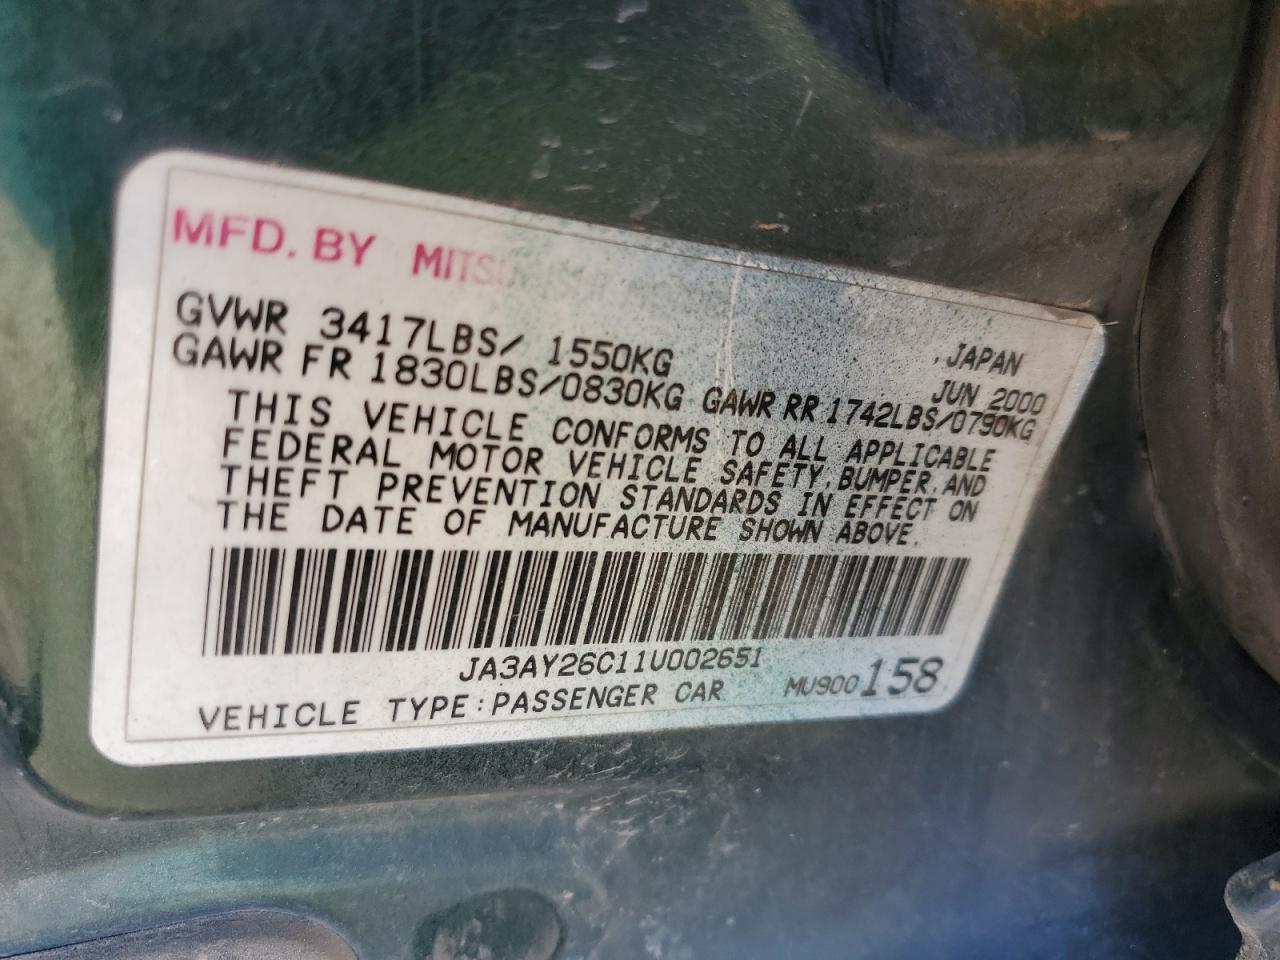 MFD. BY MITS
, JAPAN
GVWR 3417LBS/ 1550KG JUN 2000
GAWR FR 1830LBS/0830KG GAWR RR 1742LBS/0790KG
THIS VEHICLE CONFORMS TO ALL APPLICABLE
FEDERAL MOTOR VEHICLE SAFETY, BUMPER, AND
THEFT PREVENTION STANDARDS IN EFFECT ON
THE DATE OF MANUFACTURE SHOWN ABOVE.
JA3AY26C11U002651
VEHICLE TYPE:PASSENGER CAR MU900158